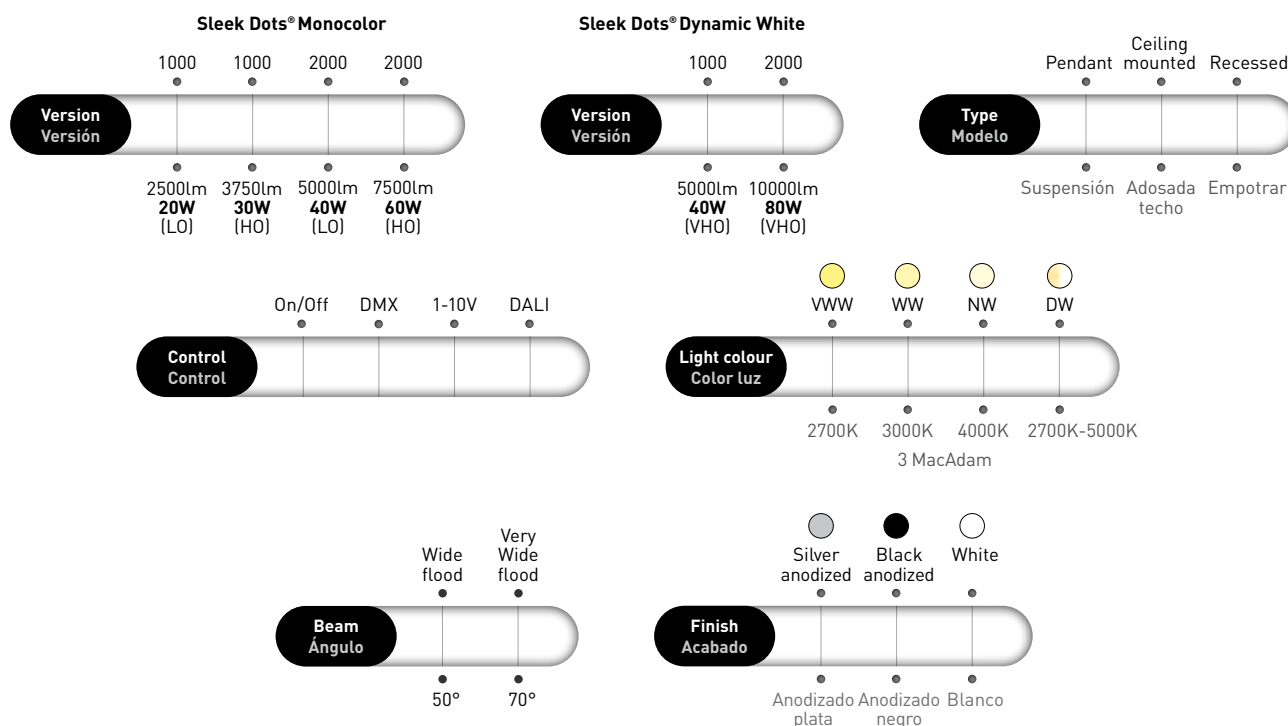 Sleek Dots® Monocolor
1000 1000 2000 2000
Version
Versión
2500lm 3750lm 5000lm 7500lm
20W 30W 40W 60W
(LO) (HO) (LO) (HO)
Sleek Dots® Dynamic White
1000 2000
Version
Versión
5000lm 10000lm
40W 80W
(VHO) (VHO)
Ceiling
Pendant mounted Recessed
Type
Modelo
Suspensión Adosada Empotrar
techo
On/Off DMX 1-10V DALI
Control
Control
VWW WW NW DW
Light colour
Color luz
2700K 3000K 4000K 2700K-5000K
3 MacAdam
Very
Wide Wide
flood flood
Beam
Ángulo
50° 70°
Silver Black White
anodized anodized
Finish
Acabado
Anodizado Anodizado Blanco
plata negro